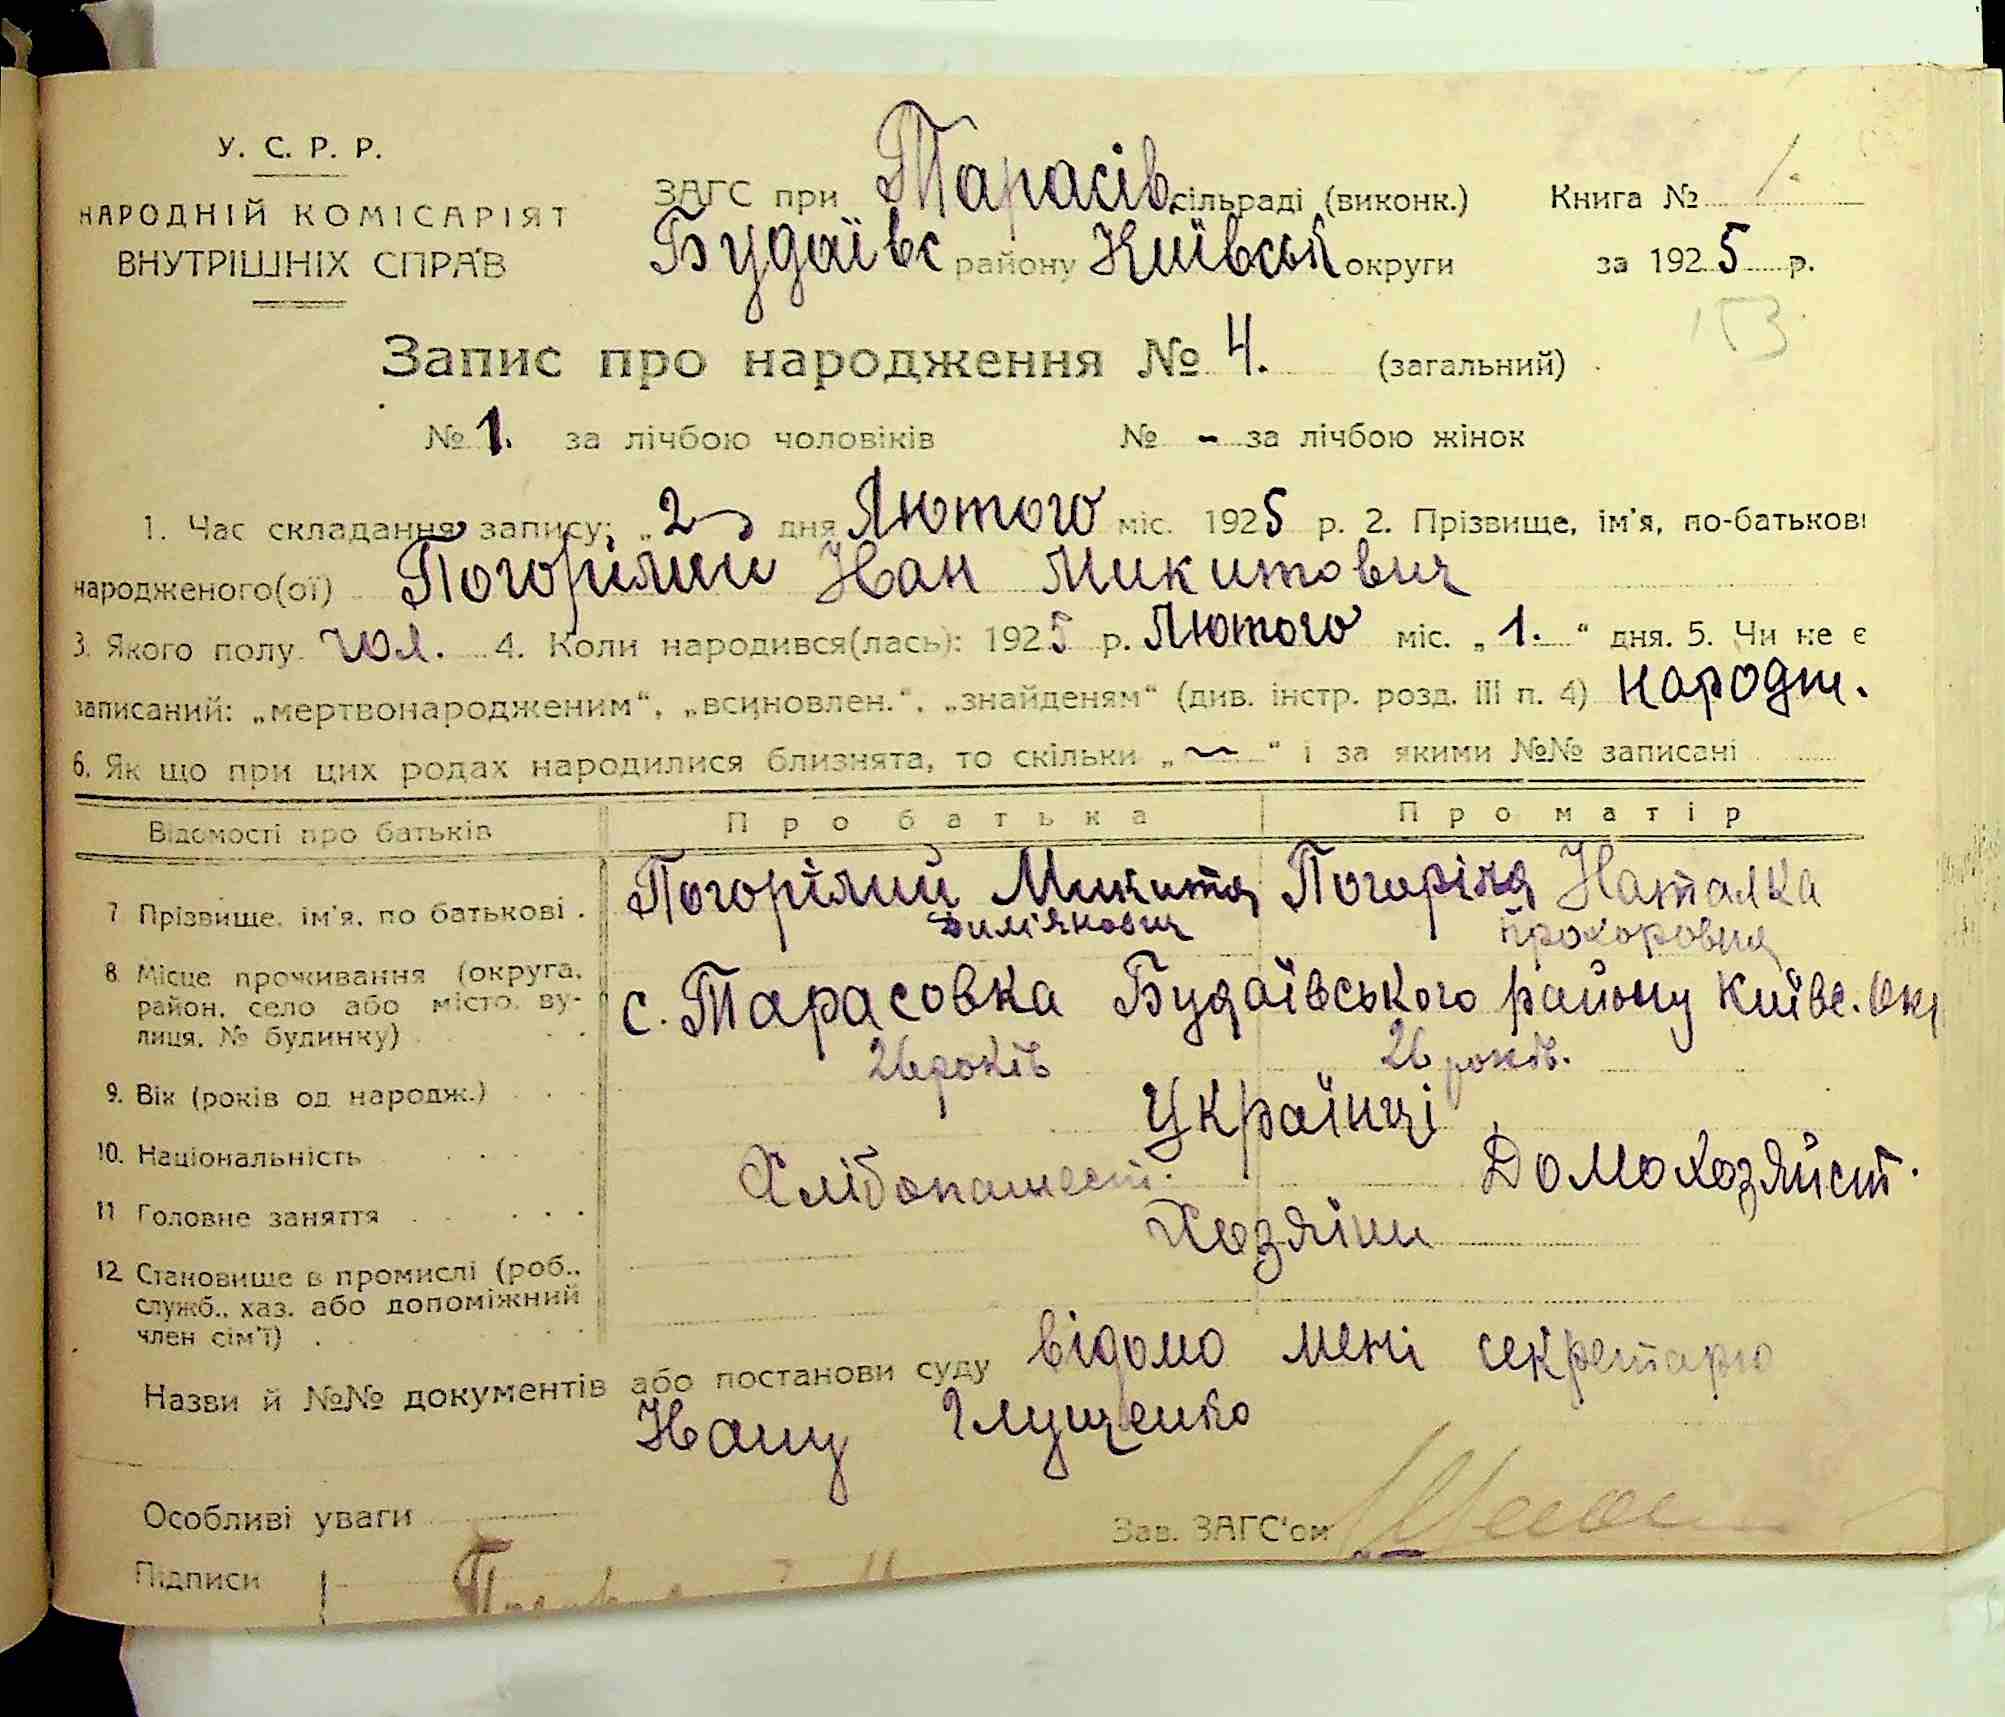 У. С. Р. Р.
НАРОДНІЙ КОМІСАРІЯТ
ВНУТРІШНІХ СПРАВ
ЗАГС при Тарасів сільраді (виконк.)
Будаївс району Київськ округи
Книга № 1.
за 1925 р.
Запис про народження № 4. (загальний)
№ 1. за лічбою чоловіків № - за лічбою жінок
1. Час складання запису: „2" дня Лютого міс. 1925 р. 2. Прізвище, ім'я, по-батькові
народженого(ої) Погорілий Йван Микитович
3. Якого полу чол. 4. Коли народився(лась): 1925 р. Лютого міс. „1." дня. 5. Чи не є
записаний: „мертвонародженим", „всиновлен.", „знайденям" (див. інстр. розд. III п. 4) народж.
6. Як що при цих родах народилися близнята, то скільки „—" і за якими №№ записані
Відомості про батьків Про батька Про матір
7 Прізвище, ім'я, по батькові . Погорілий Микита Погоріла Наталка
Прохоровна
8. Місце проживання (округа,
район, село або місто, ву-
лиця, № будинку) с. Тарасовка Будаївського району Київс. Окр
9. Вік (років од народж.) 26 років 26 років.
10. Національність Українці
11 Головне заняття Хлібопашест. Домохозяйст.
12. Становище в промислі (роб.,
служб., хаз. або допоміжний
член сім'ї) Хозяіни
Назви й №№ документів або постанови суду відомо мені секретарю
Глущенко
Особливі уваги
Зав. ЗАГС'ом
Підписи